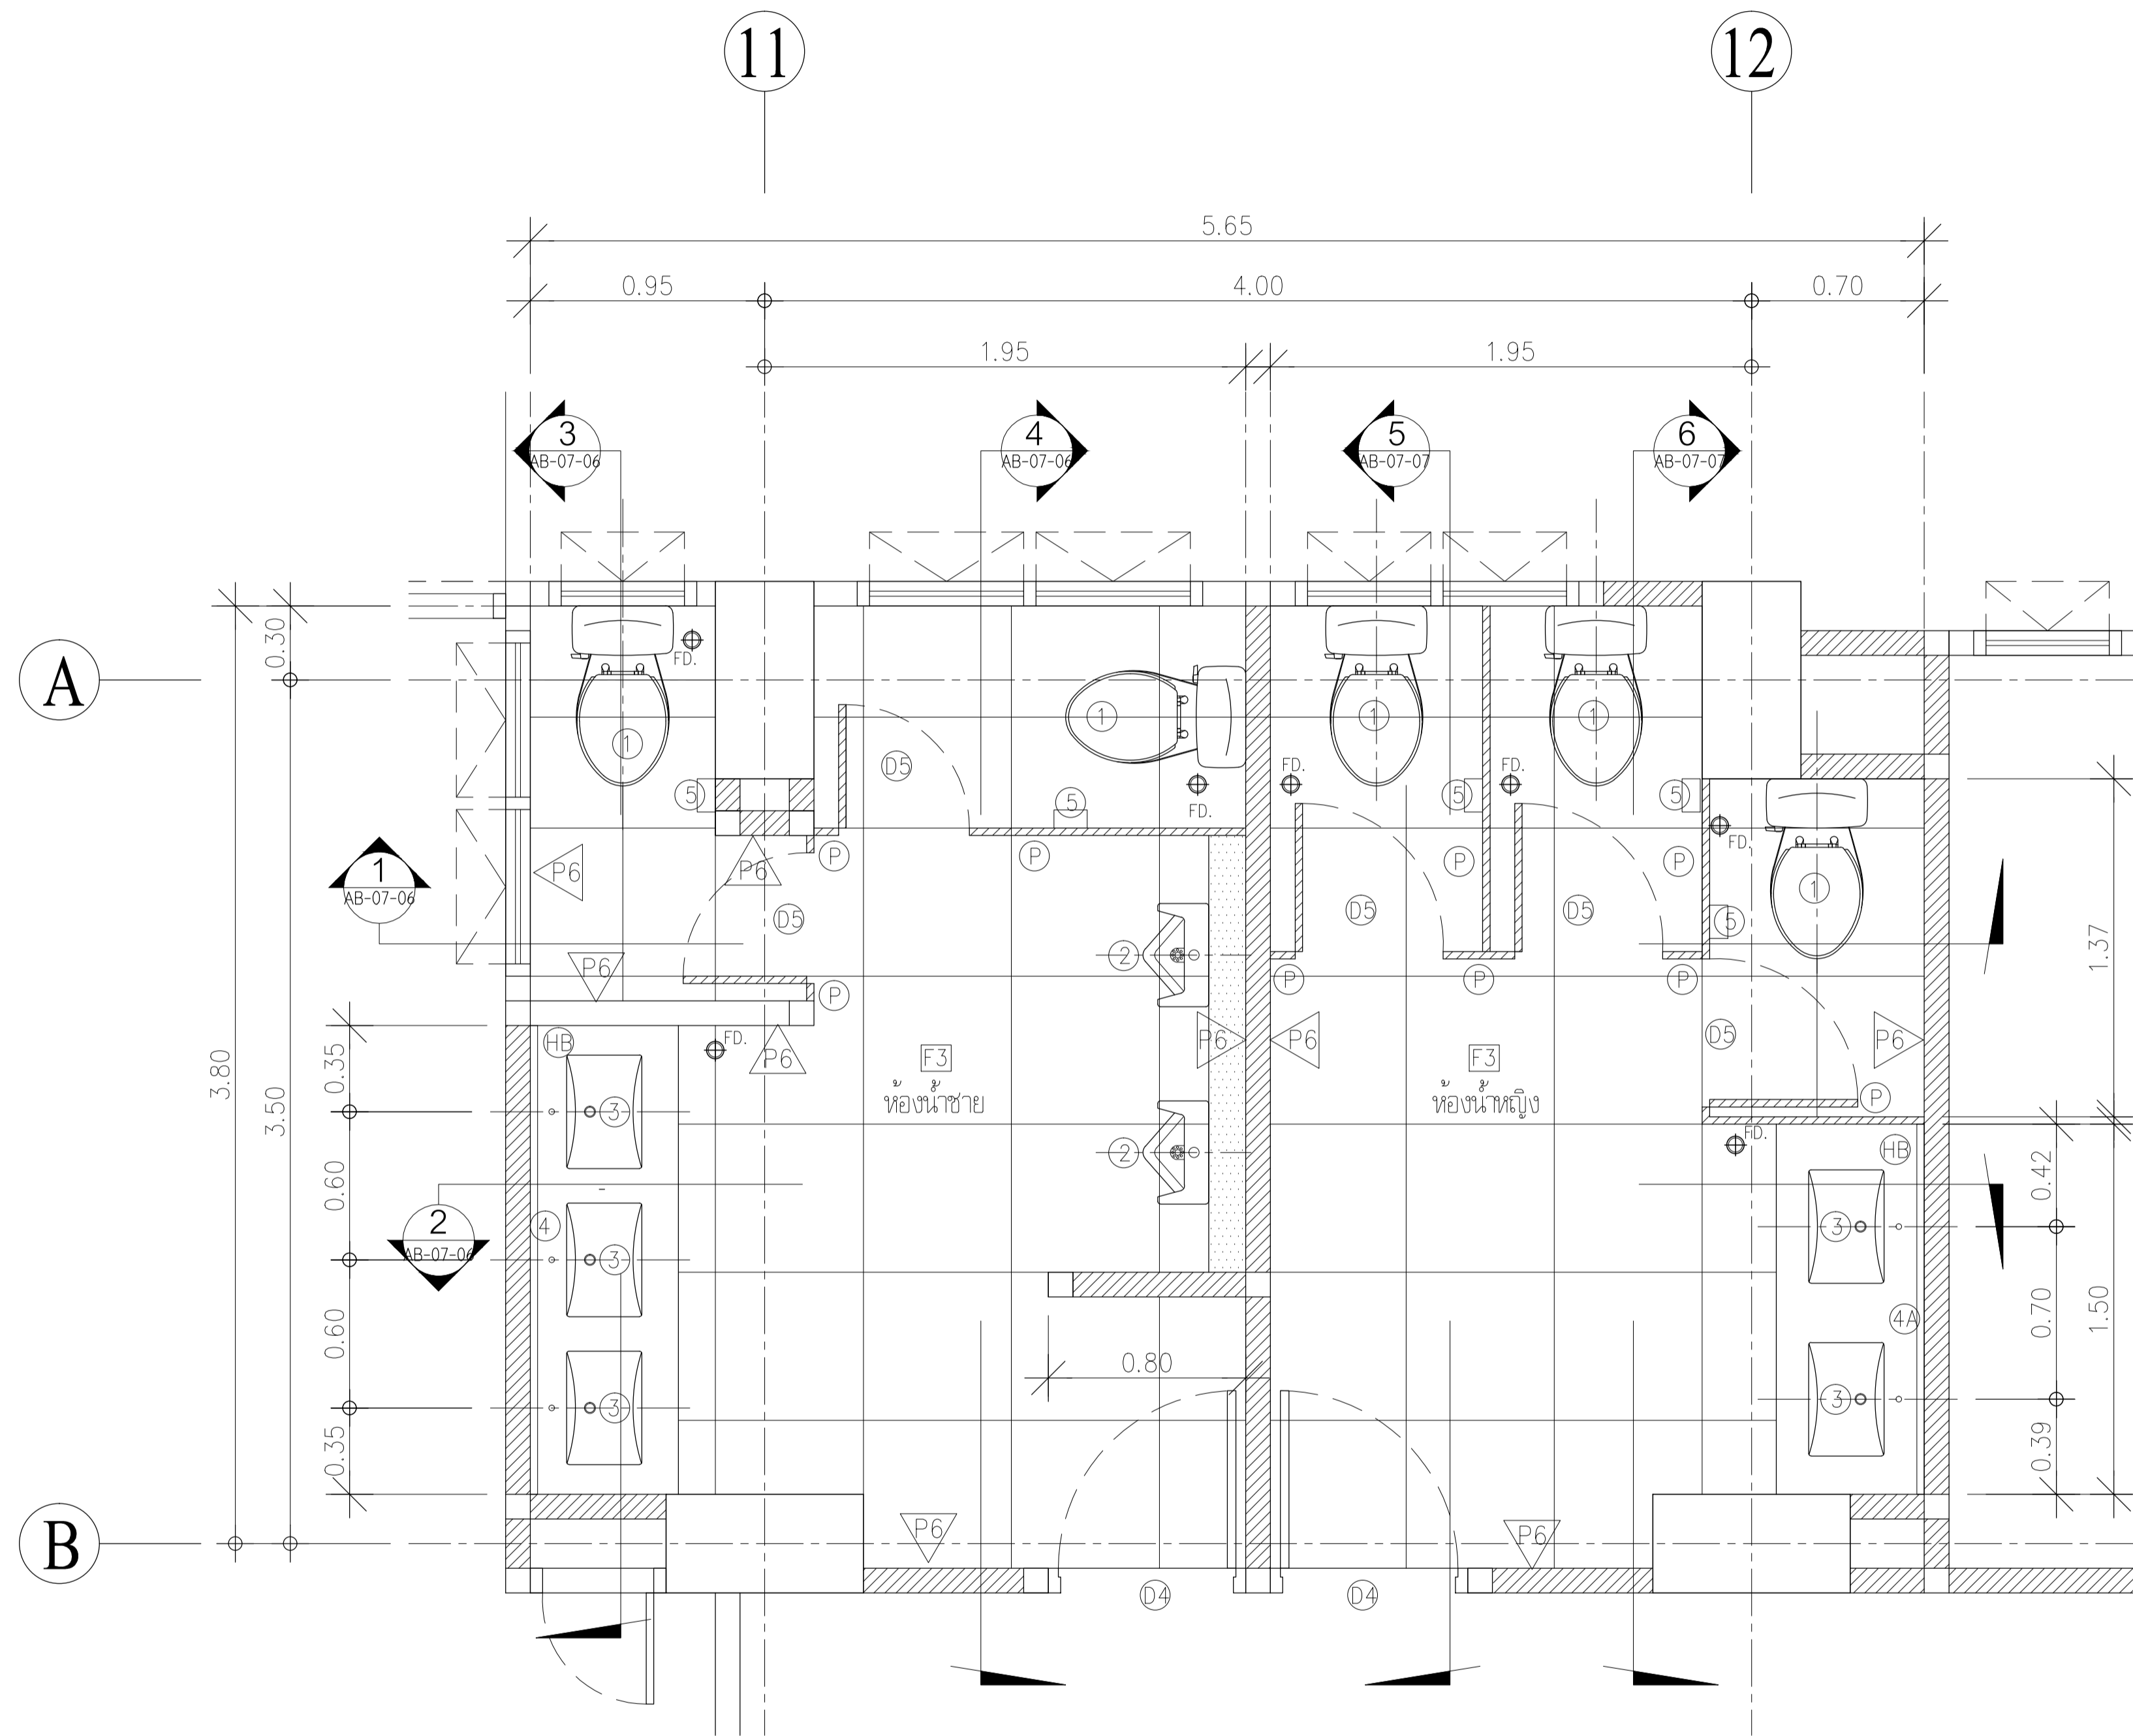 11
12
5.65
0.95
4.00
0.70
1.95
1.95
3
AB-07-06
4
AB-07-06
5
AB-07-07
6
AB-07-07
0.30
A
FD.
1
1
1
1
D5
5
FD.
5
FD.
5
FD.
5
FD.
1
1
AB-07-06
P6
P6
P
P
P
P
D5
D5
D5
5
2
1.37
P6
P
P
P
P
HB
FD.
P6
F3
ห้องน้ำชาย
P6
P6
F3
ห้องน้ำหญิง
D5
P6
P
3.80
3.50
0.35
3
2
FD.
HB
0.42
0.60
2
AB-07-06
4
3
3
4A
0.70
1.50
0.60
0.80
3
3
0.35
0.39
B
P6
P6
D4
D4